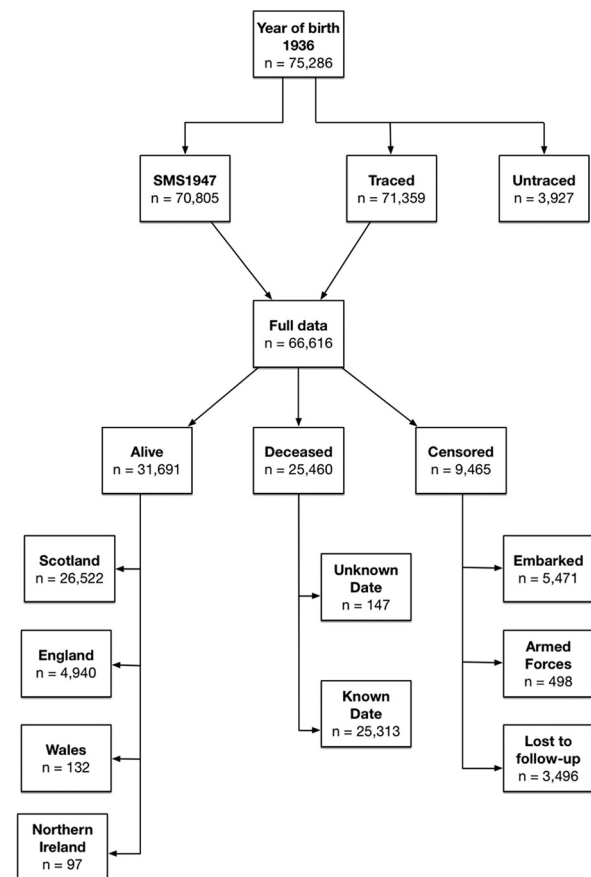 Year of birth
1936
n = 75,286
SMS1947
n = 70,805
Traced
n = 71,359
Untraced
n = 3,927
Full data
n = 66,616
Alive
n = 31,691
Deceased
n = 25,460
Censored
n = 9,465
Scotland
n = 26,522
England
n = 4,940
Wales
n = 132
Northern
Ireland
n = 97
Unknown
Date
n = 147
Known
Date
n = 25,313
Embarked
n = 5,471
Armed
Forces
n = 498
Lost to
follow-up
n = 3,496